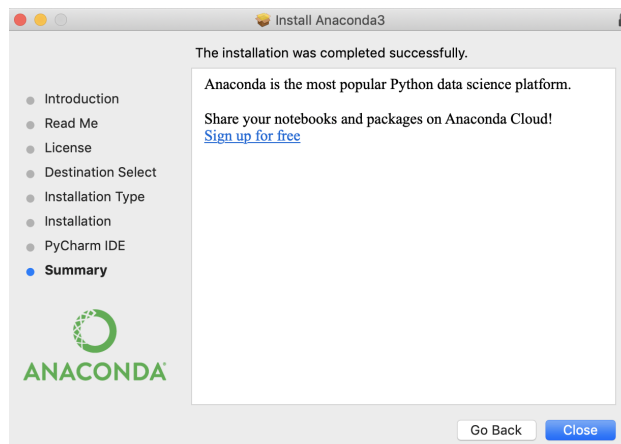 Install Anaconda3
The installation was completed successfully.
Introduction
Read Me
License
Destination Select
Installation Type
Installation
PyCharm IDE
Summary
ANACONDA
Anaconda is the most popular Python data science platform.
Share your notebooks and packages on Anaconda Cloud!
Sign up for free
Go Back
Close